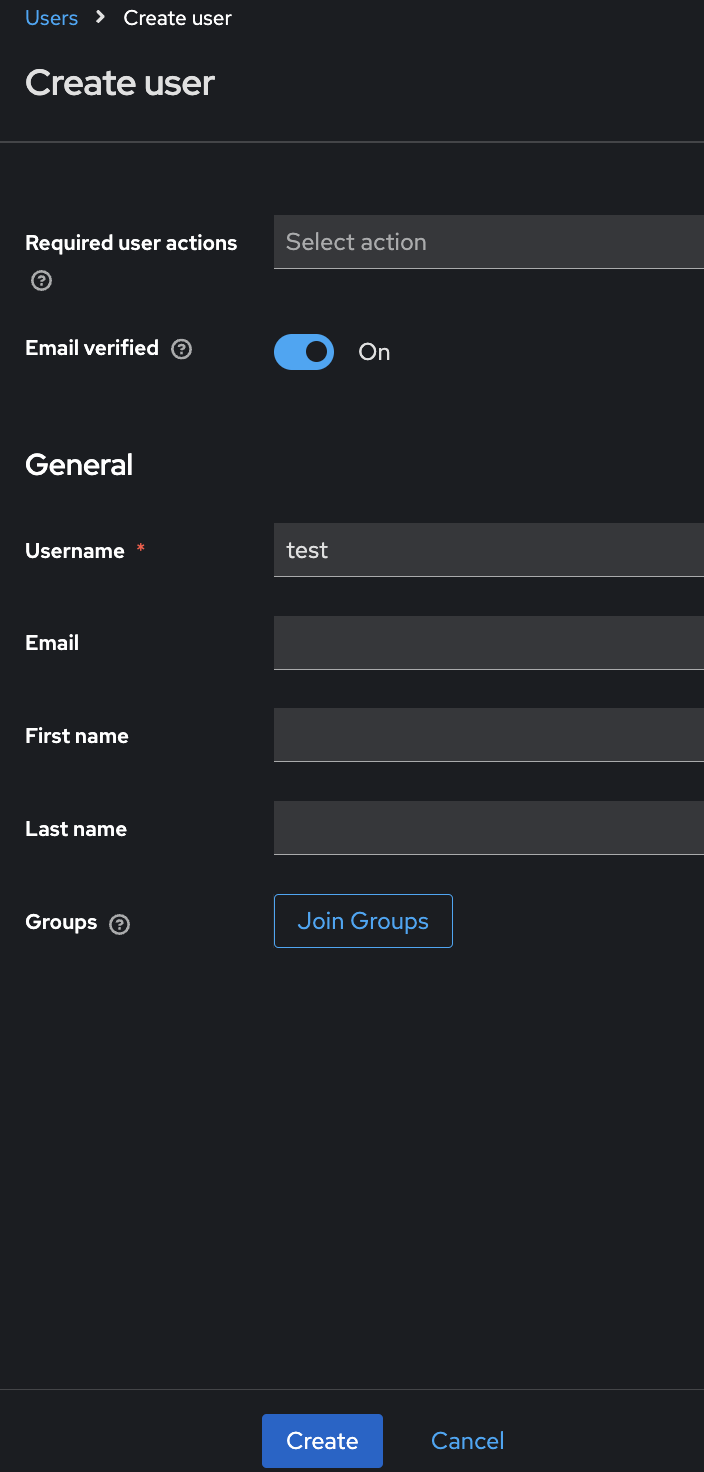 Users > Create user
Create user
Required user actions
Select action
Email verified
On
General
Username *
test
Email
First name
Last name
Groups
Join Groups
Create
Cancel